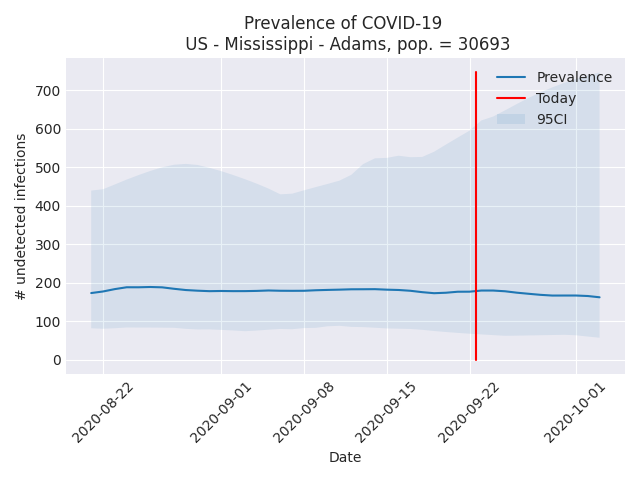 Prevalence of COVID-19
US - Mississippi - Adams, pop. = 30693
Prevalence
Today
95CI
700
600
500
400
300
200
100
0
# undetected infections
2020-08-22
2020-09-01
2020-09-08
2020-09-15
2020-09-22
2020-10-01
Date